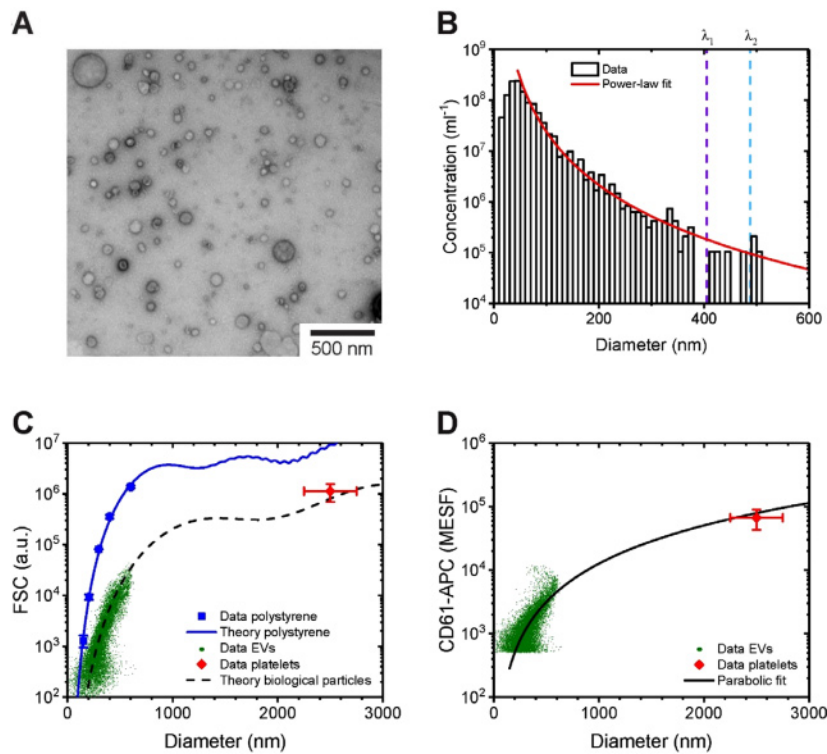 A
500 nm
B
λ₁ λ₂
10⁹
10⁸
10⁷
10⁶
10⁵
10⁴
Concentration (ml⁻¹)
Data
Power-law fit
0 200 400 600
Diameter (nm)
C
10⁷
10⁶
10⁵
10⁴
10³
10²
FSC (a.u.)
Data polystyrene
Theory polystyrene
Data EVs
Data platelets
Theory biological particles
0 1000 2000 3000
Diameter (nm)
D
10⁶
10⁵
10⁴
10³
10²
CD61-APC (MESF)
Data EVs
Data platelets
Parabolic fit
0 1000 2000 3000
Diameter (nm)